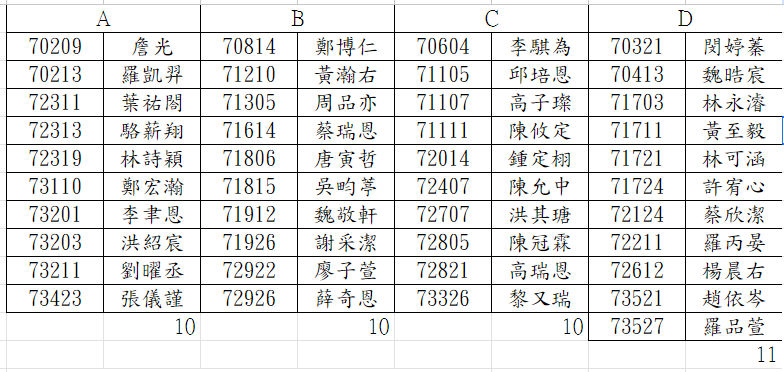 A B C D
70209 詹光 70814 鄭博仁 70604 李騏為 70321 閔婷蓁
70213 羅凱羿 71210 黃瀚右 71105 邱培恩 70413 魏晧宸
72311 葉祐閤 71305 周品亦 71107 高子璨 71703 林永濬
72313 駱薪翔 71614 蔡瑞恩 71111 陳攸定 71711 黃至毅
72319 林詩穎 71806 唐寅哲 72014 鍾定栩 71721 林可涵
73110 鄭宏瀚 71815 吳昀葶 72407 陳允中 71724 許宥心
73201 李聿恩 71912 魏敬軒 72707 洪其瑭 72124 蔡欣潔
73203 洪紹宸 71926 謝采潔 72805 陳冠霖 72211 羅丙晏
73211 劉曜丞 72922 廖子萱 72821 高瑞恩 72612 楊晨右
73423 張儀謹 72926 薛奇恩 73326 黎又瑞 73521 趙依岑
10 10 10 73527 羅品萱
11